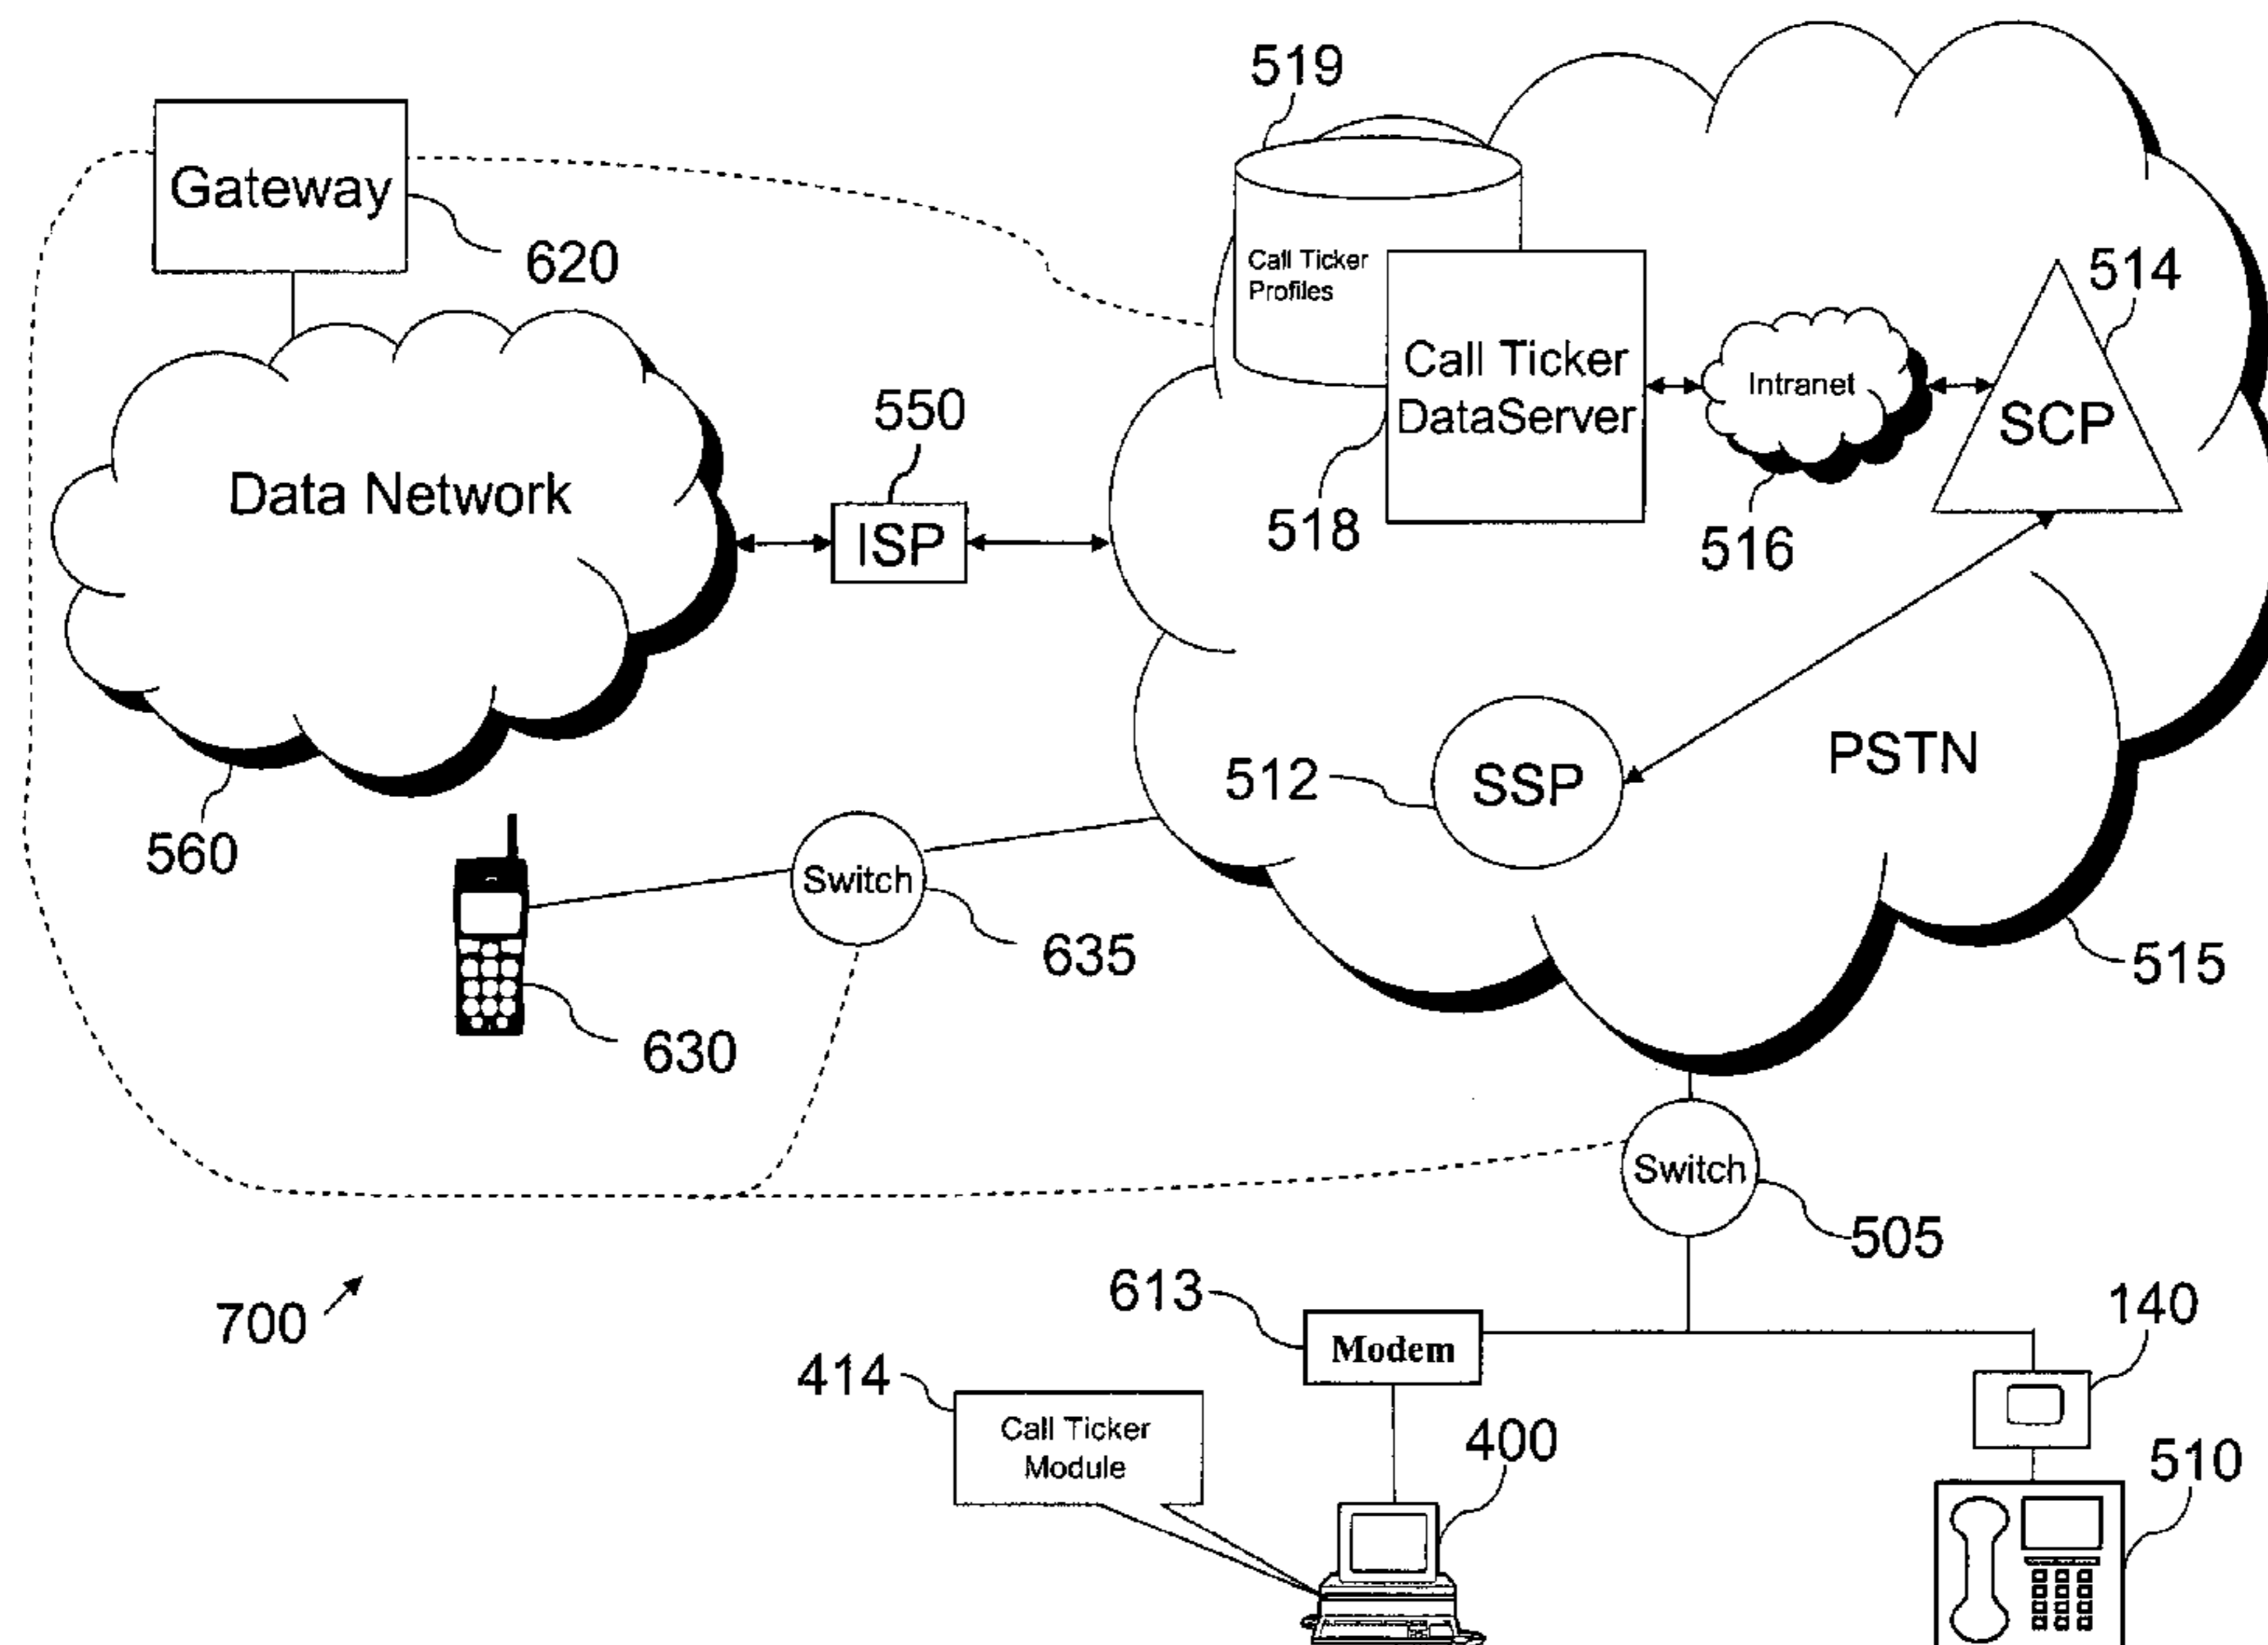 519
Gateway
620
Call Ticker
Profiles
514
Call Ticker
DataServer
Intranet
SCP
550
Data Network
518
516
ISP
PSTN
512
SSP
560
Switch
635
515
630
Switch
505
700
613
140
Modem
414
Call Ticker
Module
400
510